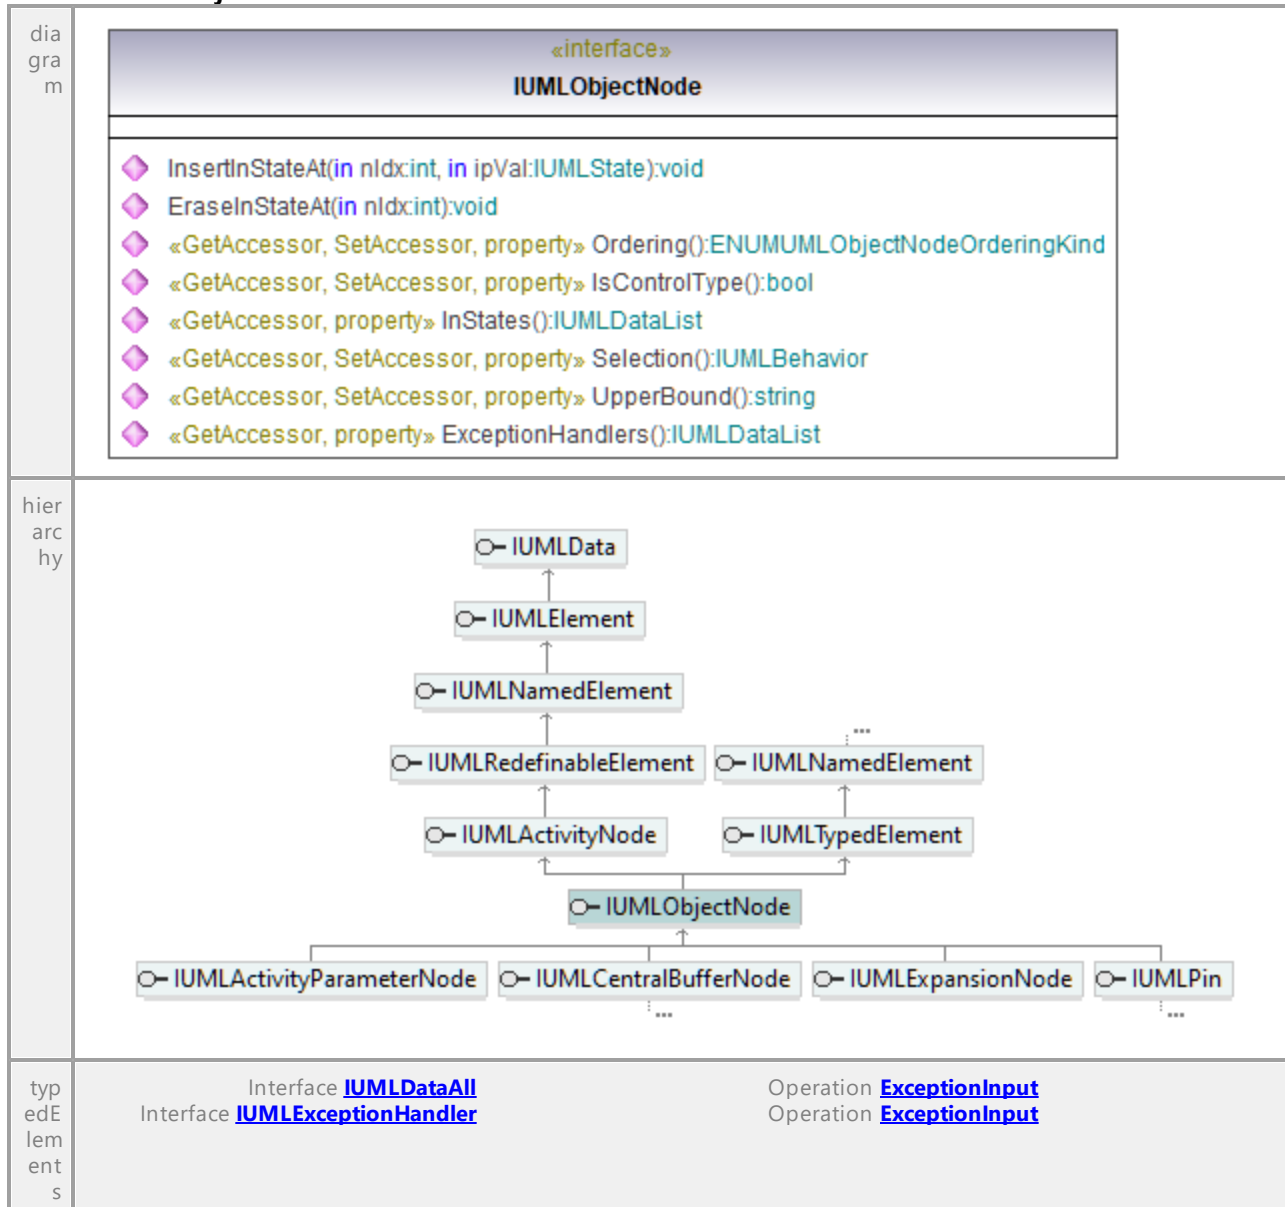 dia
gra
m
«interface»
IUMLObjectNode
InsertInStateAt(in nIdx:int, in ipVal:IUMLState):void
EraseInStateAt(in nIdx:int):void
«GetAccessor, SetAccessor, property» Ordering():ENUMUMLObjectNodeOrderingKind
«GetAccessor, SetAccessor, property» IsControlType():bool
«GetAccessor, property» InStates():IUMLDataList
«GetAccessor, SetAccessor, property» Selection():IUMLBehavior
«GetAccessor, SetAccessor, property» UpperBound():string
«GetAccessor, property» ExceptionHandlers():IUMLDataList
hier
arc
hy
IUMLData
IUMLElement
IUMLNamedElement
...
IUMLRedefinableElement IUMLNamedElement
IUMLActivityNode IUMLTypedElement
IUMLObjectNode
IUMLActivityParameterNode IUMLCentralBufferNode IUMLExpansionNode IUMLPin
... ...
typ
edE
lem
ent
s
Interface IUMLDataAll Operation ExceptionInput
Interface IUMLExceptionHandler Operation ExceptionInput